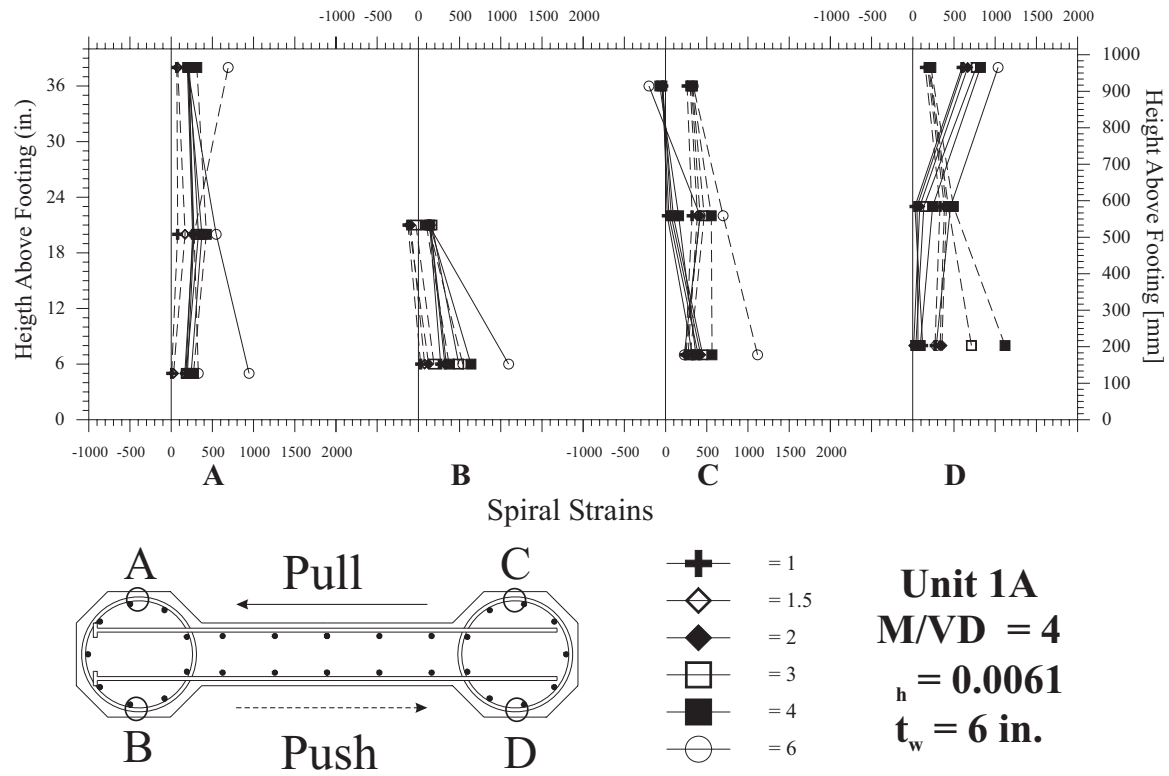 -1000 0 1000 2000 -1000 0 1000 2000
-500 500 1500 -500 500 1500
36
30
24
18
12
6
0
Heigth Above Footing (in.)
1000
900
800
700
600
500
400
300
200
100
0
Height Above Footing [mm]
-1000 0 1000 2000 -1000 0 1000 2000
-500 500 1500 -500 500 1500
A B C D
Spiral Strains
A C
Pull
B D
Push
= 1
= 1.5
= 2
= 3
= 4
= 6
Unit 1A
M/VD = 4
h = 0.0061
tw = 6 in.